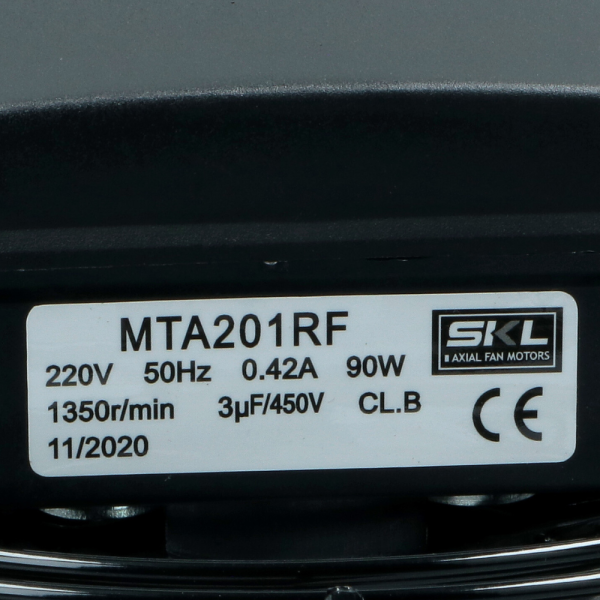 MTA201RF
SKL
AXIAL FAN MOTORS
220V 50Hz 0.42A 90W
1350r/min 3µF/450V CL.B
CE
11/2020